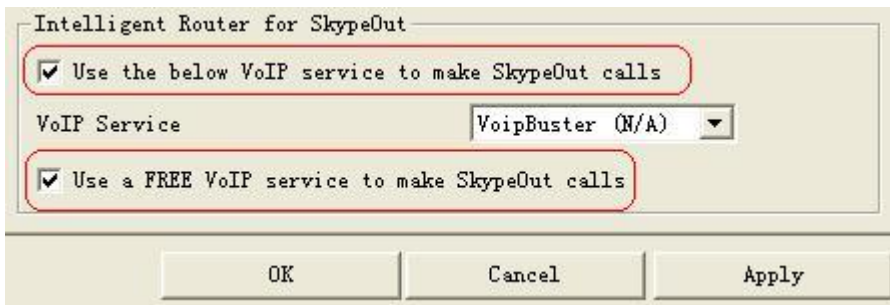 Intelligent Router for SkypeOut
Use the below VoIP service to make SkypeOut calls
VoIP Service VoipBuster (N/A)
Use a FREE VoIP service to make SkypeOut calls
OK Cancel Apply